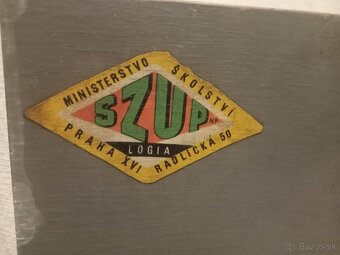 MINISTERSTVO ŠKOLSTVÍ
SZUP NP
LOGIA
PRAHA XVI RADLICKÁ 50
© Bazos.sk